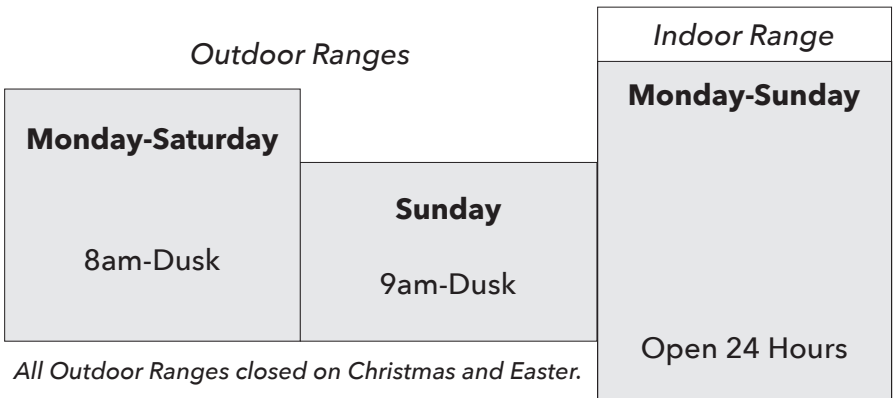 Outdoor Ranges
Monday-Saturday
8am-Dusk
Sunday
9am-Dusk
All Outdoor Ranges closed on Christmas and Easter.
Indoor Range
Monday-Sunday
Open 24 Hours